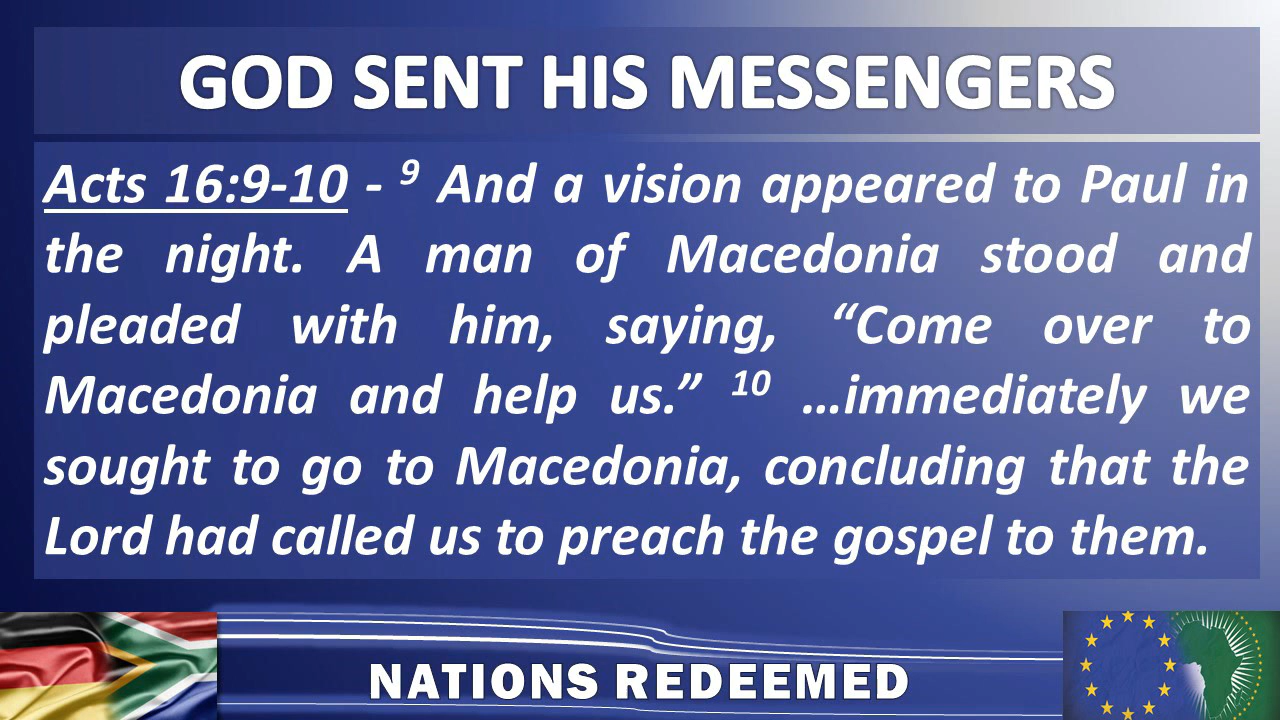 GOD SENT HIS MESSENGERS
Acts 16:9-10 - 9 And a vision appeared to Paul in
the night. A man of Macedonia stood and
pleaded with him, saying, “Come over to
Macedonia and help us.” 10 …immediately we
sought to go to Macedonia, concluding that the
Lord had called us to preach the gospel to them.
NATIONS REDEEMED